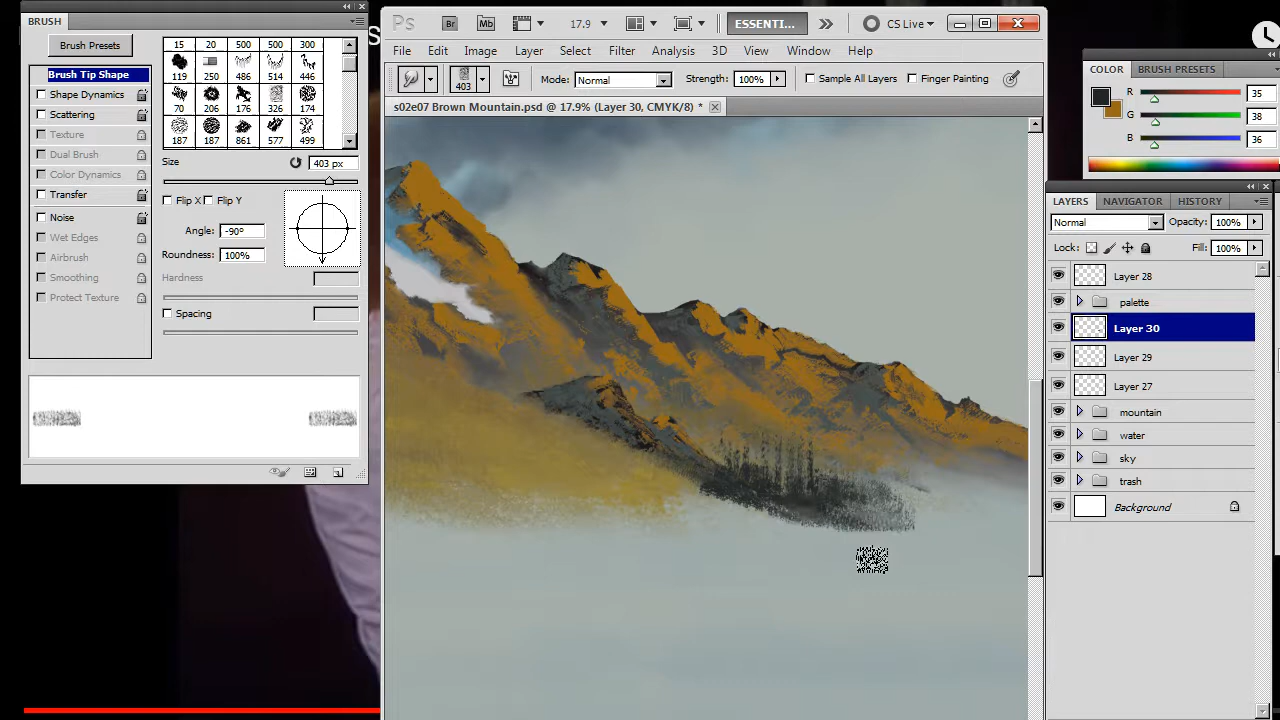 BRUSH
Brush Presets
Brush Tip Shape
Shape Dynamics
Scattering
Texture
Dual Brush
Color Dynamics
Transfer
Noise
Wet Edges
Airbrush
Smoothing
Protect Texture
15 20 500 500 300
119 250 486 514 446
70 206 176 326 174
187 187 861 577 499
Size 403 px
Flip X Flip Y
Angle: -90º
Roundness: 100%
Hardness
Spacing
Ps Br Mb 17.9 ESSENTI... CS Live
File Edit Image Layer Select Filter Analysis 3D View Window Help
403 Mode: Normal Strength: 100% Sample All Layers Finger Painting
s02e07 Brown Mountain.psd @ 17.9% (Layer 30, CMYK/8) *
COLOR BRUSH PRESETS
R 35
G 38
B 36
LAYERS NAVIGATOR HISTORY
Normal Opacity: 100%
Lock: Fill: 100%
Layer 28
palette
Layer 30
Layer 29
Layer 27
mountain
water
sky
trash
Background